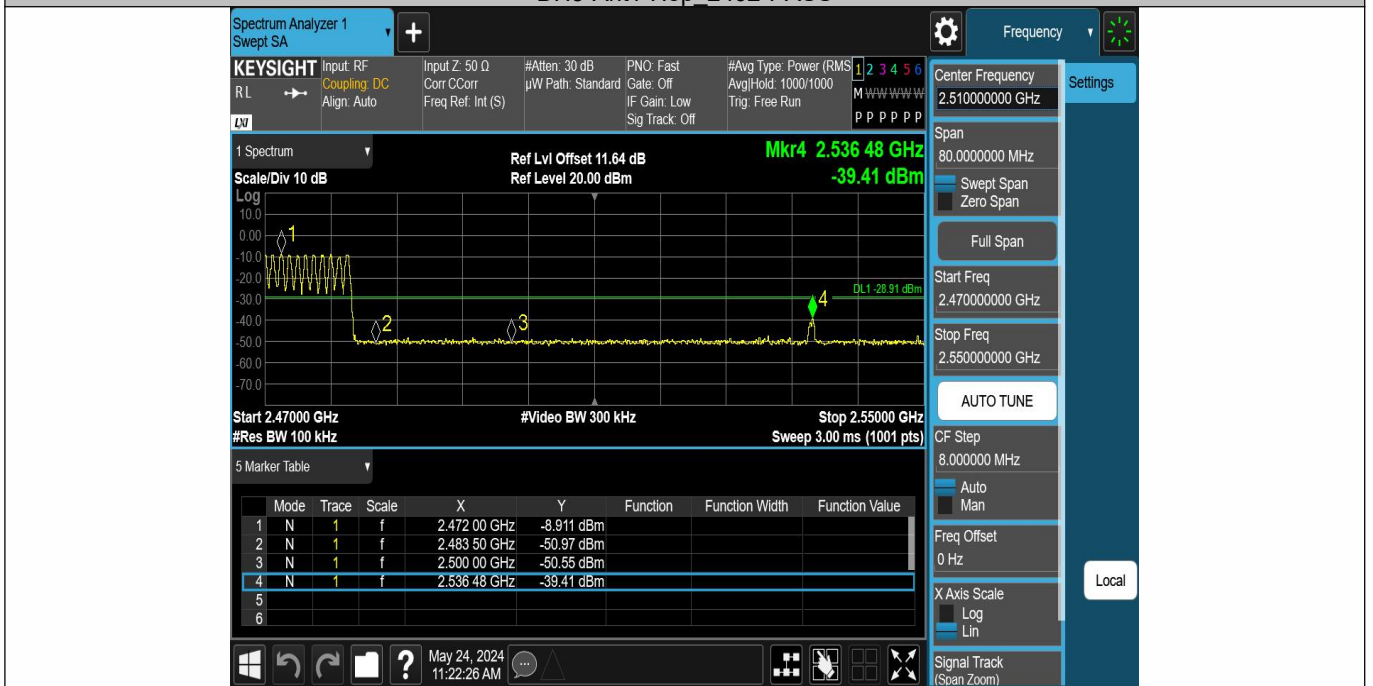 Spectrum Analyzer 1
Swept SA
Frequency
KEYSIGHT
RL
LXI
Input: RF
Coupling: DC
Align: Auto
Input Z: 50 Ω
Corr CCorr
Freq Ref: Int (S)
#Atten: 30 dB
µW Path: Standard
PNO: Fast
Gate: Off
IF Gain: Low
Sig Track: Off
#Avg Type: Power (RMS
Avg|Hold: 1000/1000
Trig: Free Run
1 2 3 4 5 6
M W W W W W
P P P P P P
1 Spectrum
Scale/Div 10 dB
Ref Lvl Offset 11.64 dB
Ref Level 20.00 dBm
Mkr4 2.536 48 GHz
-39.41 dBm
Log
10.0
0.00
-10.0
-20.0
-30.0
-40.0
-50.0
-60.0
-70.0
1
2
3
4
DL1 -28.91 dBm
Start 2.47000 GHz
#Video BW 300 kHz
Stop 2.55000 GHz
#Res BW 100 kHz
Sweep 3.00 ms (1001 pts)
5 Marker Table
Mode Trace Scale X Y Function Function Width Function Value
1 N 1 f 2.472 00 GHz -8.911 dBm
2 N 1 f 2.483 50 GHz -50.97 dBm
3 N 1 f 2.500 00 GHz -50.55 dBm
4 N 1 f 2.536 48 GHz -39.41 dBm
5
6
May 24, 2024
11:22:26 AM
Center Frequency
2.510000000 GHz
Settings
Span
80.0000000 MHz
Swept Span
Zero Span
Full Span
Start Freq
2.470000000 GHz
Stop Freq
2.550000000 GHz
AUTO TUNE
CF Step
8.000000 MHz
Auto
Man
Freq Offset
0 Hz
X Axis Scale
Log
Lin
Local
Signal Track
(Span Zoom)